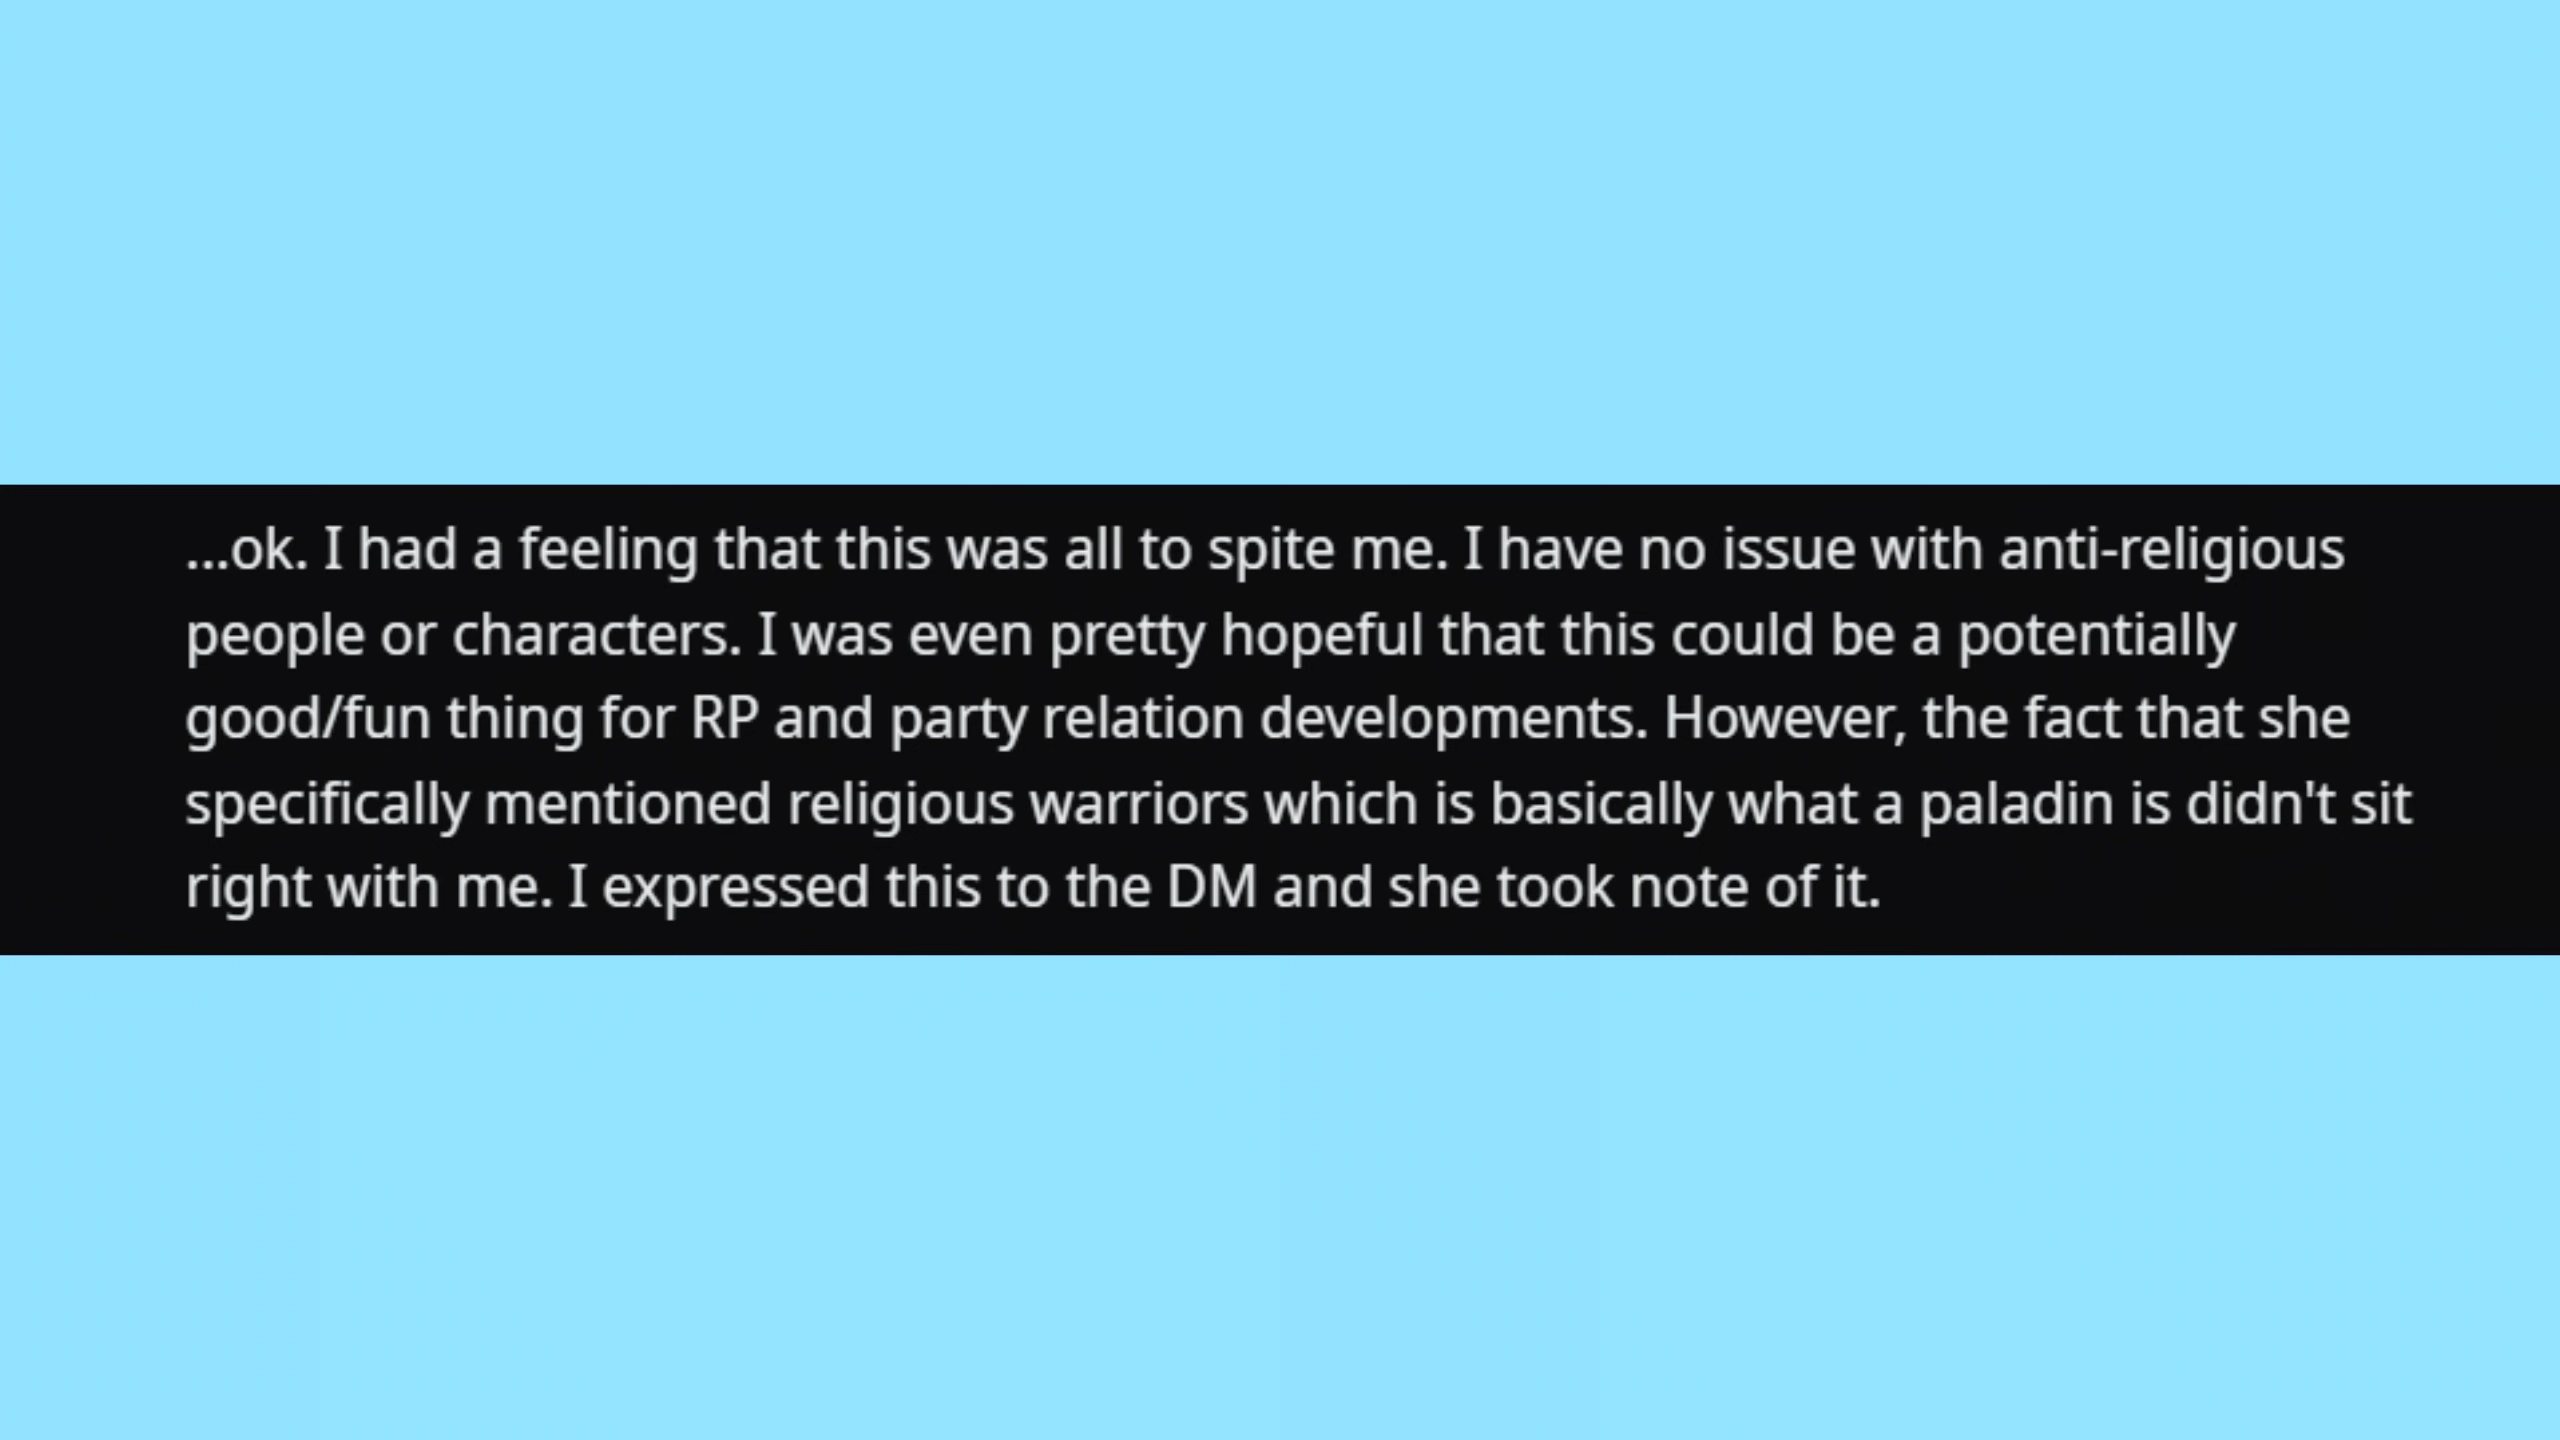 ...ok. I had a feeling that this was all to spite me. I have no issue with anti-religious
people or characters. I was even pretty hopeful that this could be a potentially
good/fun thing for RP and party relation developments. However, the fact that she
specifically mentioned religious warriors which is basically what a paladin is didn't sit
right with me. I expressed this to the DM and she took note of it.